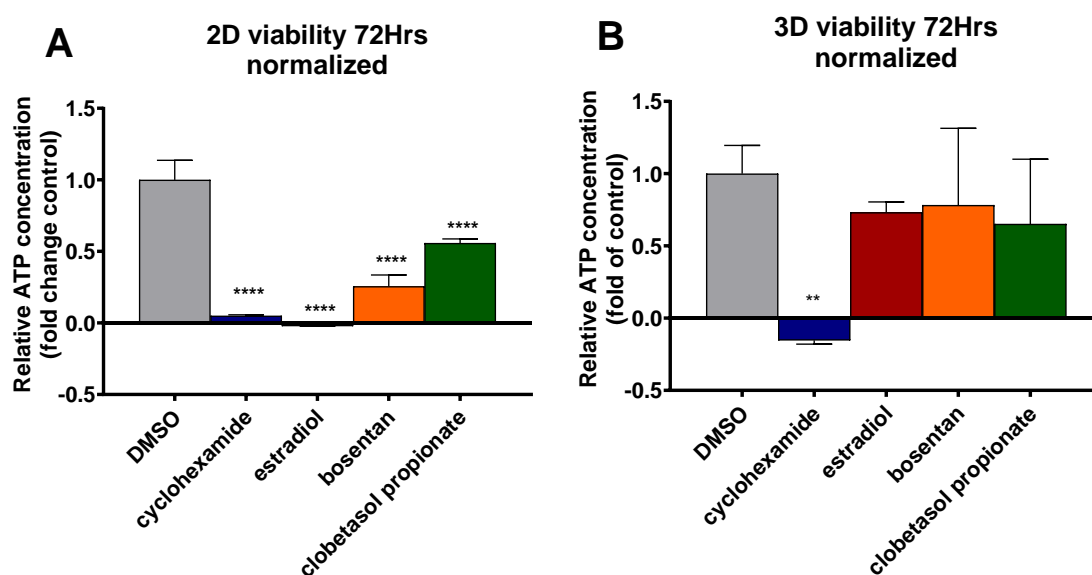 A
2D viability 72Hrs
normalized
Relative ATP concentration
(fold change control)
1.5
1.0
0.5
0.0
-0.5
****
****
****
****
DMSO
cyclohexamide
estradiol
bosentan
clobetasol propionate
B
3D viability 72Hrs
normalized
Relative ATP concentration
(fold of control)
1.5
1.0
0.5
0.0
-0.5
**
DMSO
cyclohexamide
estradiol
bosentan
clobetasol propionate